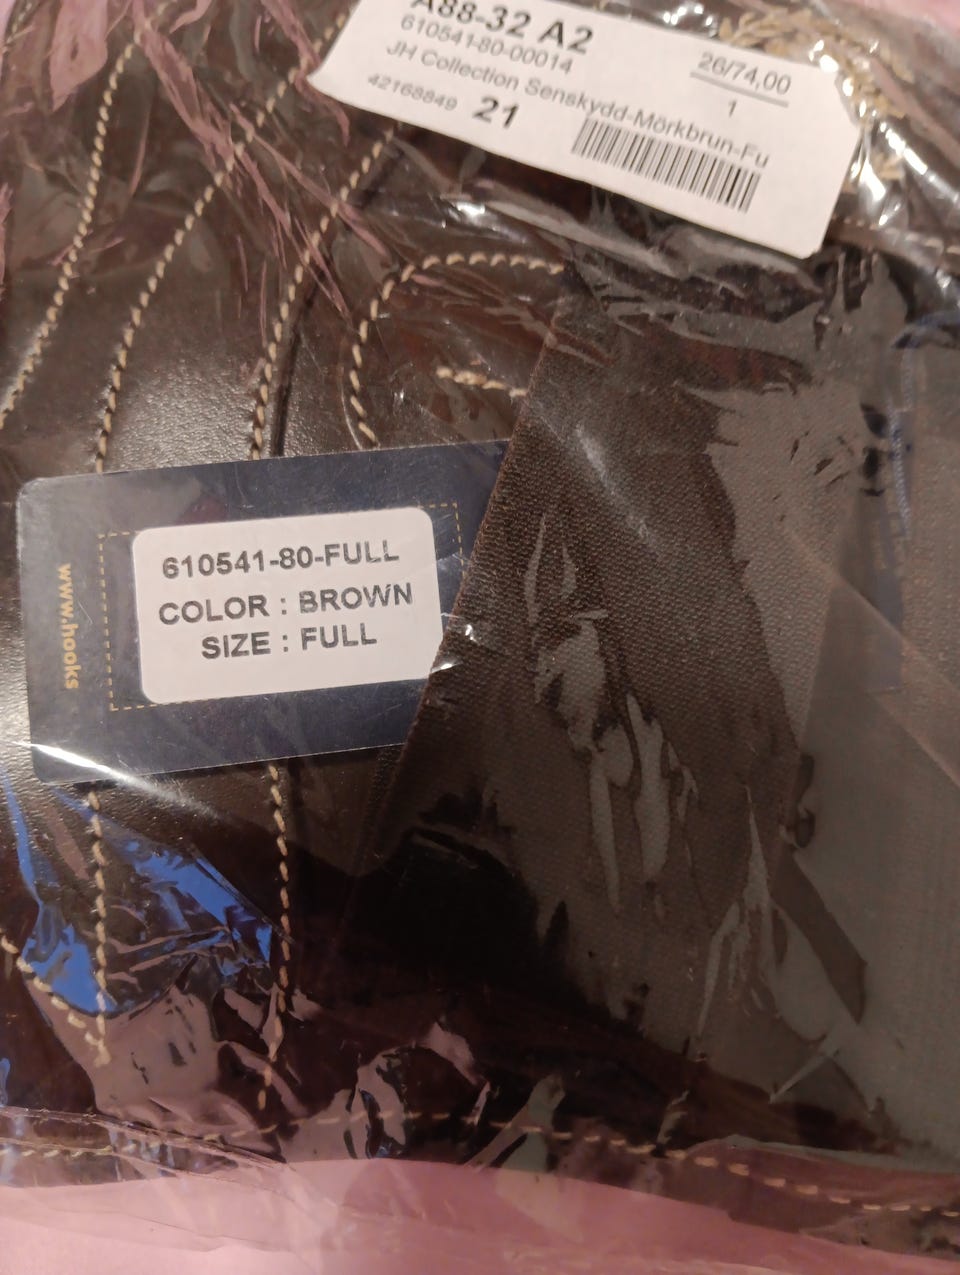 A88-32 A2
610541-80-00014
JH Collection Senskydd-Mörkbrun-Fu
42168849 21
26/74,00
1
610541-80-FULL
COLOR : BROWN
SIZE : FULL
www.hooks